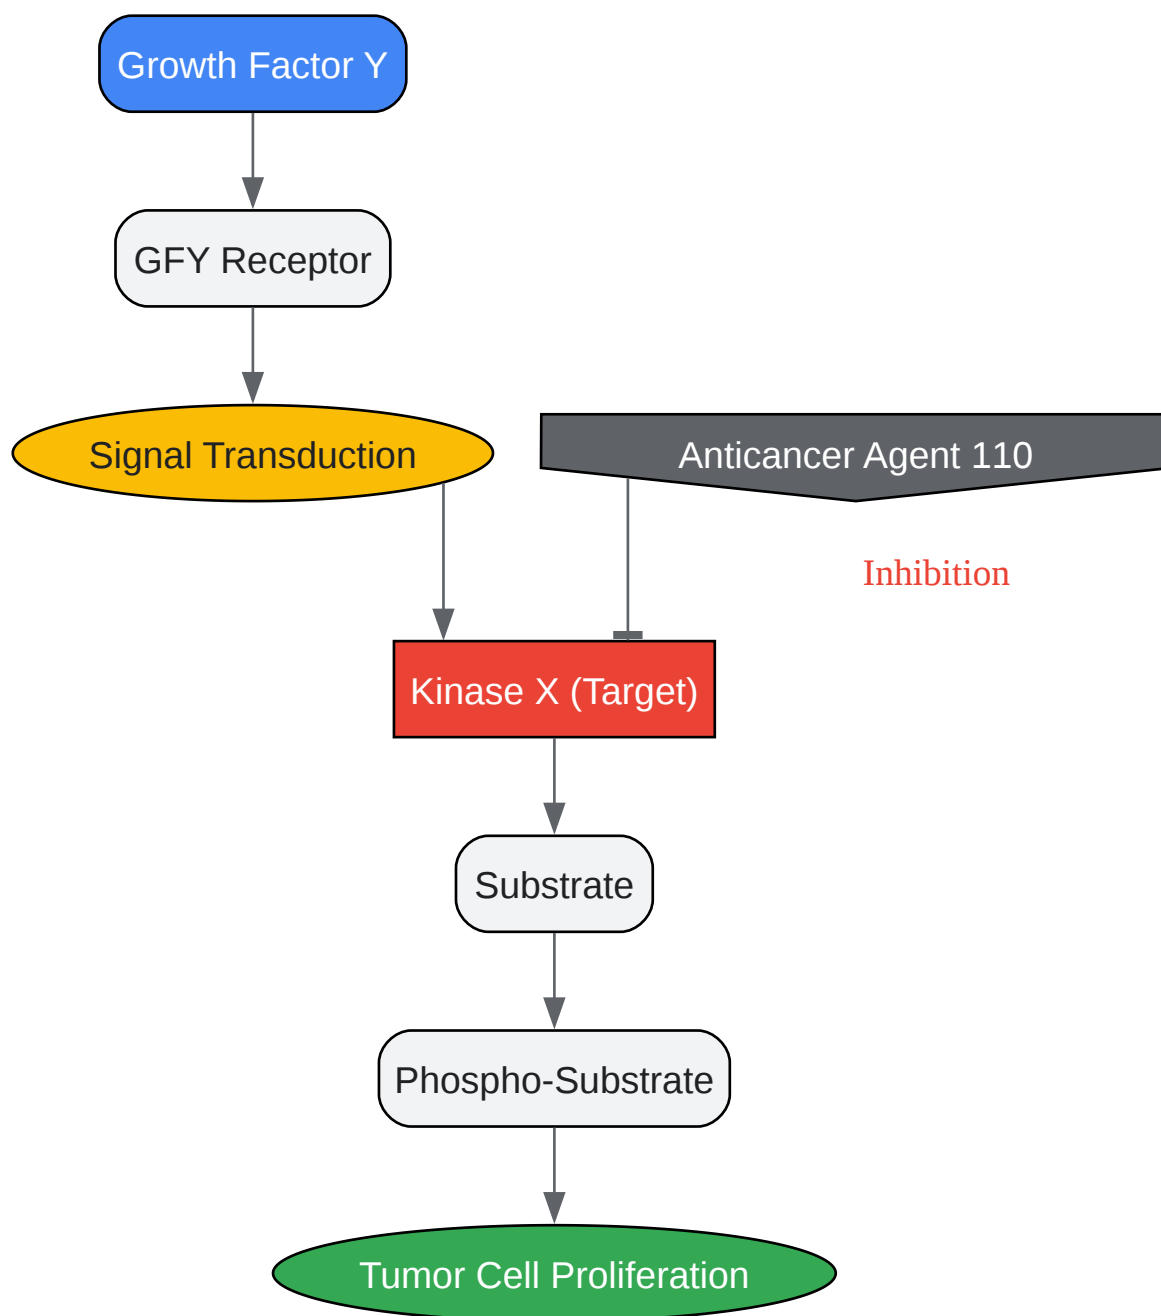 Growth Factor Y
GFY Receptor
Signal Transduction
Anticancer Agent 110
Inhibition
Kinase X (Target)
Substrate
Phospho-Substrate
Tumor Cell Proliferation